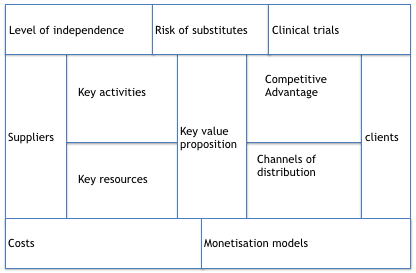 Level of independence
Risk of substitutes
Clinical trials
Suppliers
Key activities
Key resources
Key value
proposition
Competitive
Advantage
Channels of
distribution
clients
Costs
Monetisation models